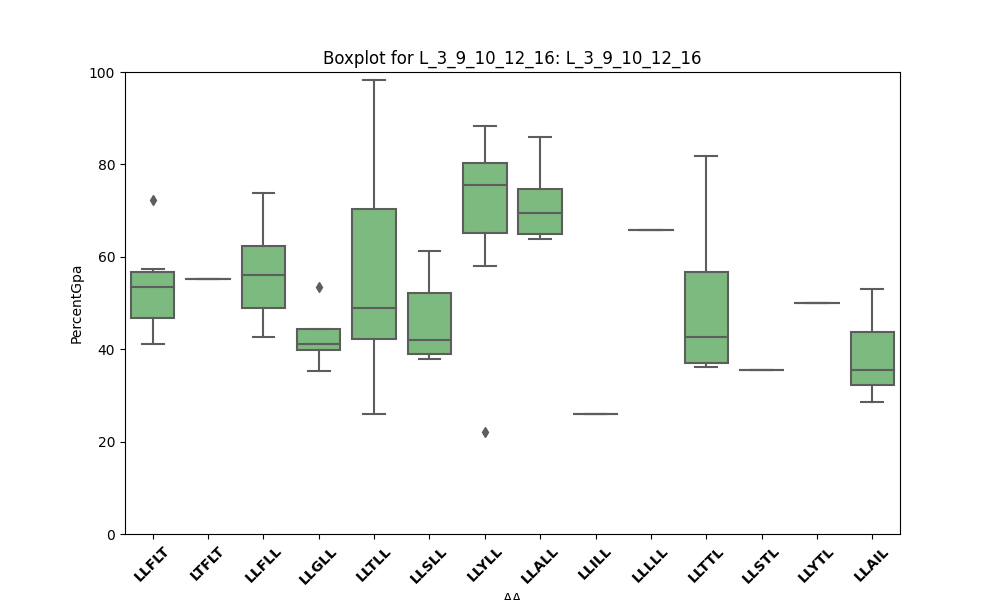 Boxplot for L_3_9_10_12_16: L_3_9_10_12_16
PercentGpa
100
80
60
40
20
0
LLFLT LTFLT LLFLL LLGLL LLTLL LLSLL LLYLL LLALL LLILL LLLLL LLTTL LLSTL LLYTL LLAIL
AA